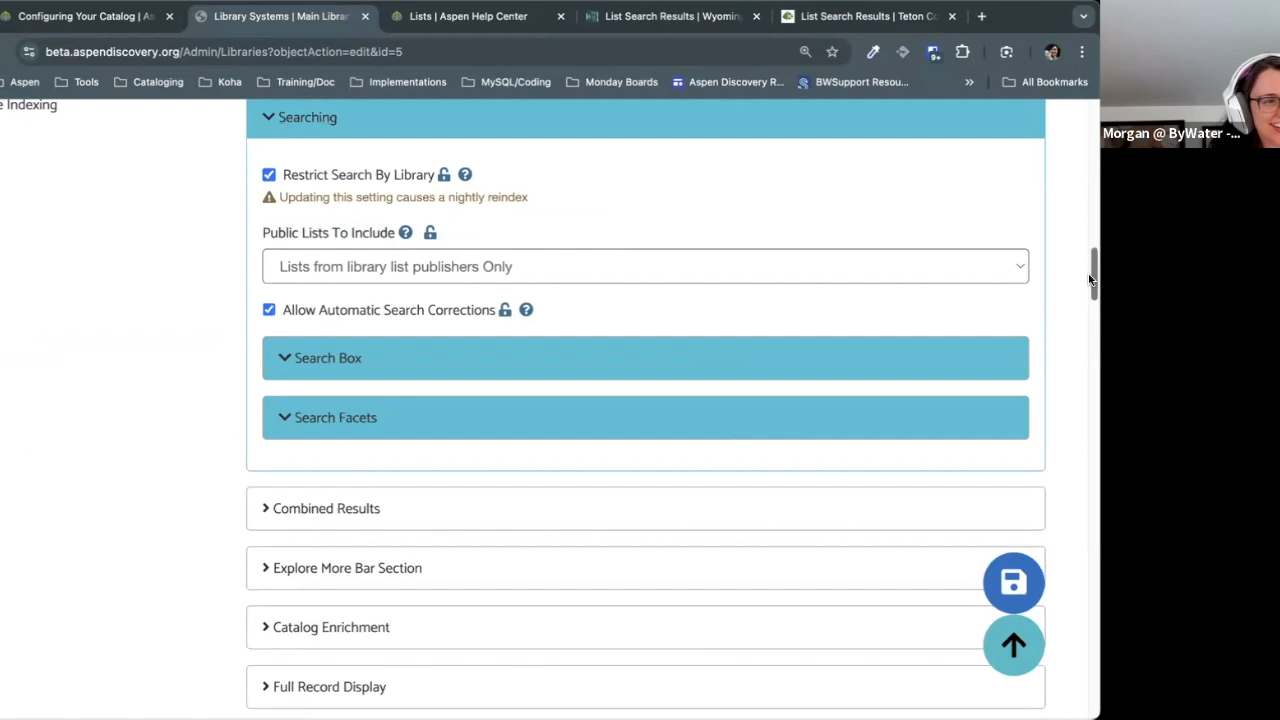 Configuring Your Catalog | As
Library Systems | Main Librar
Lists | Aspen Help Center
List Search Results | Wyomin
List Search Results | Teton C
beta.aspendiscovery.org/Admin/Libraries?objectAction=edit&id=5
9+
Aspen
Tools
Cataloging
Koha
Training/Doc
Implementations
MySQL/Coding
Monday Boards
Aspen Discovery R...
BWSupport Resou...
All Bookmarks
e Indexing
Searching
Restrict Search By Library
Updating this setting causes a nightly reindex
Public Lists To Include
Lists from library list publishers Only
Allow Automatic Search Corrections
Search Box
Search Facets
Combined Results
Explore More Bar Section
Catalog Enrichment
Full Record Display
Morgan @ ByWater -...